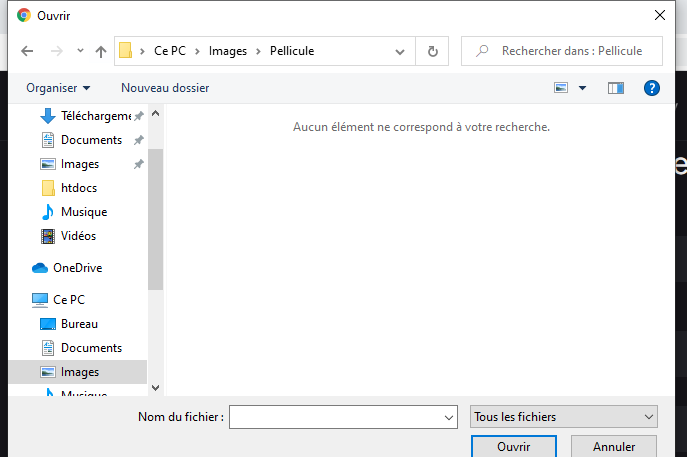 Ouvrir
Ce PC > Images > Pellicule
Rechercher dans : Pellicule
Organiser
Nouveau dossier
Téléchargeme
Documents
Images
htdocs
Musique
Vidéos
OneDrive
Ce PC
Bureau
Documents
Images
Musique
Aucun élément ne correspond à votre recherche.
Nom du fichier :
Tous les fichiers
Ouvrir
Annuler
e